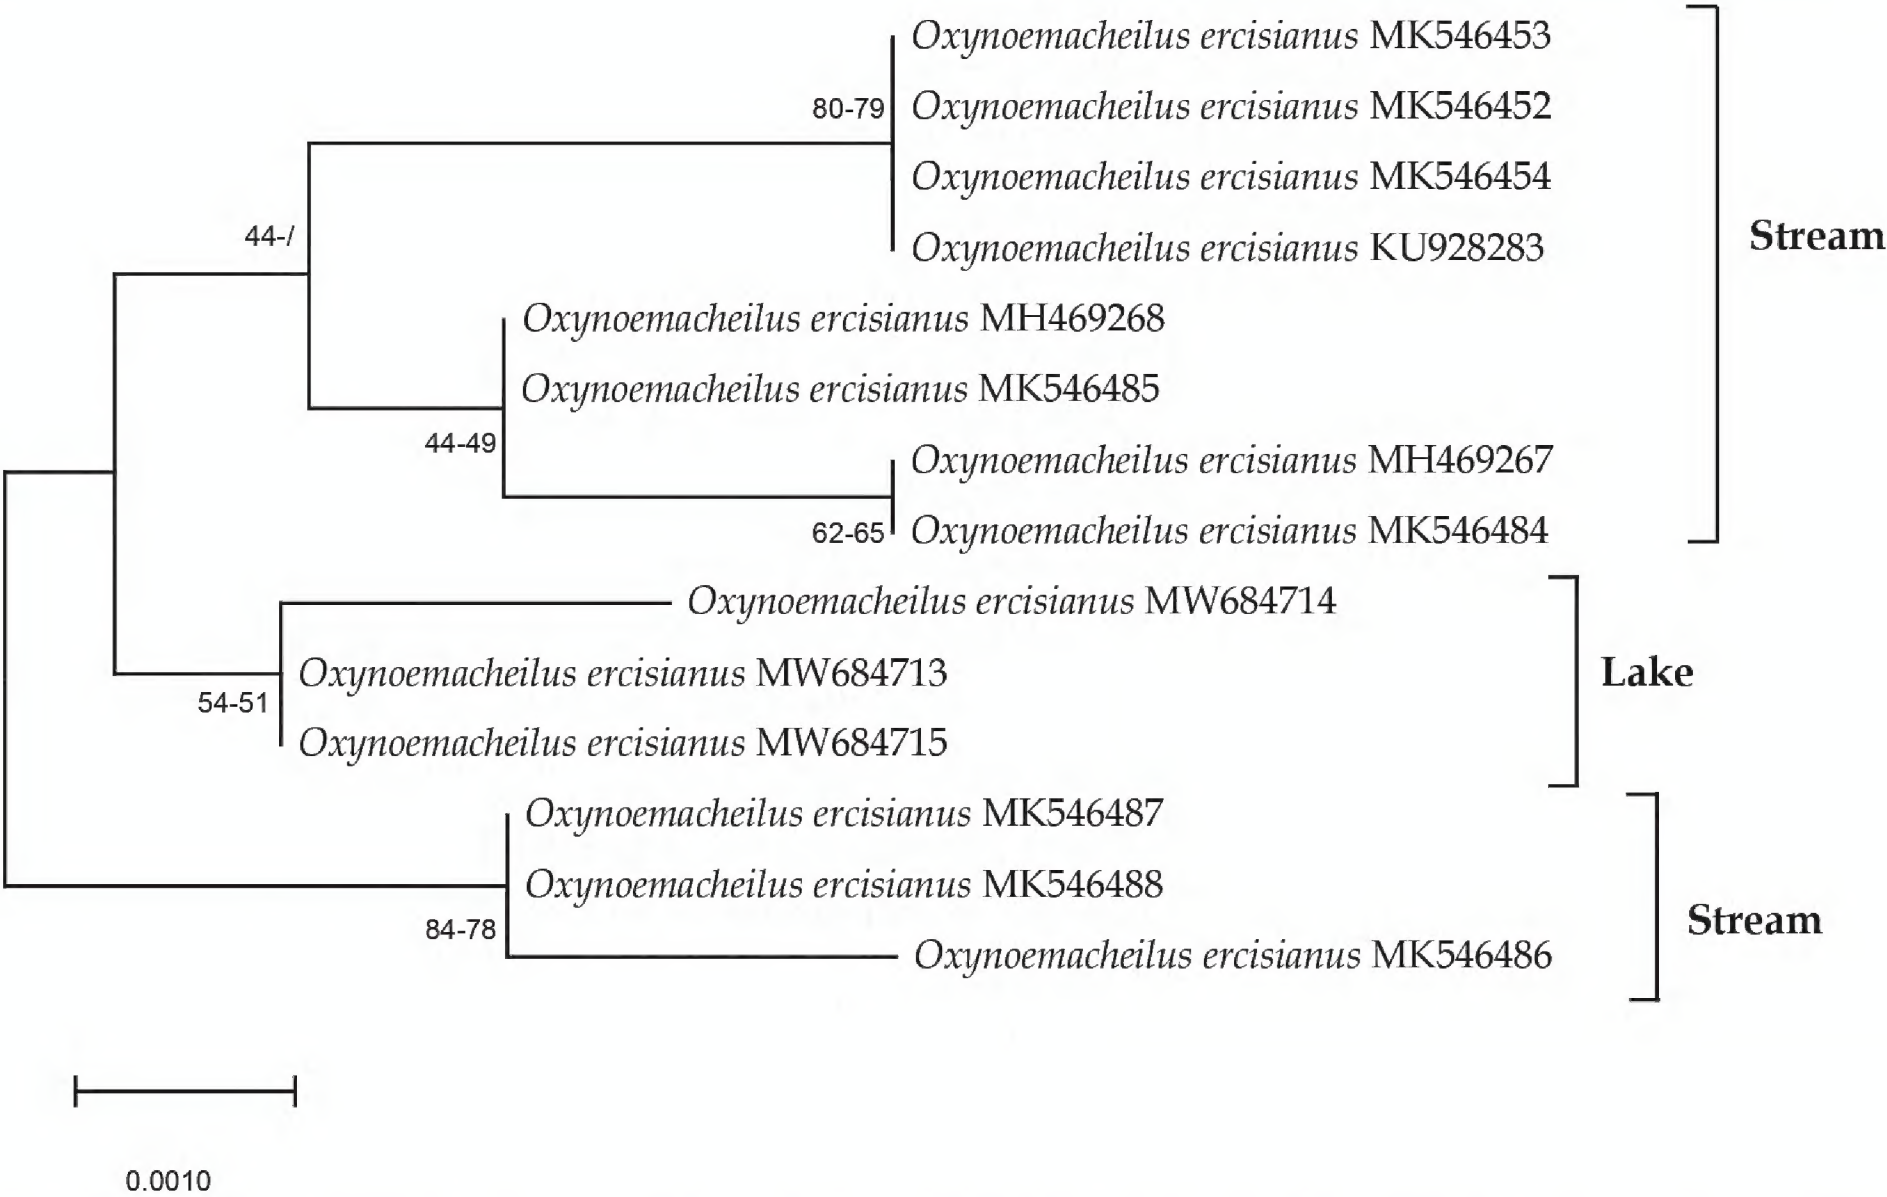 Oxynoemacheilus ercisianus MK546453
80-79
Oxynoemacheilus ercisianus MK546452
Oxynoemacheilus ercisianus MK546454
44-/
Oxynoemacheilus ercisianus KU928283
Stream
Oxynoemacheilus ercisianus MH469268
Oxynoemacheilus ercisianus MK546485
44-49
Oxynoemacheilus ercisianus MH469267
62-65
Oxynoemacheilus ercisianus MK546484
Oxynoemacheilus ercisianus MW684714
Oxynoemacheilus ercisianus MW684713
Lake
54-51
Oxynoemacheilus ercisianus MW684715
Oxynoemacheilus ercisianus MK546487
Oxynoemacheilus ercisianus MK546488
84-78
Stream
Oxynoemacheilus ercisianus MK546486
0.0010